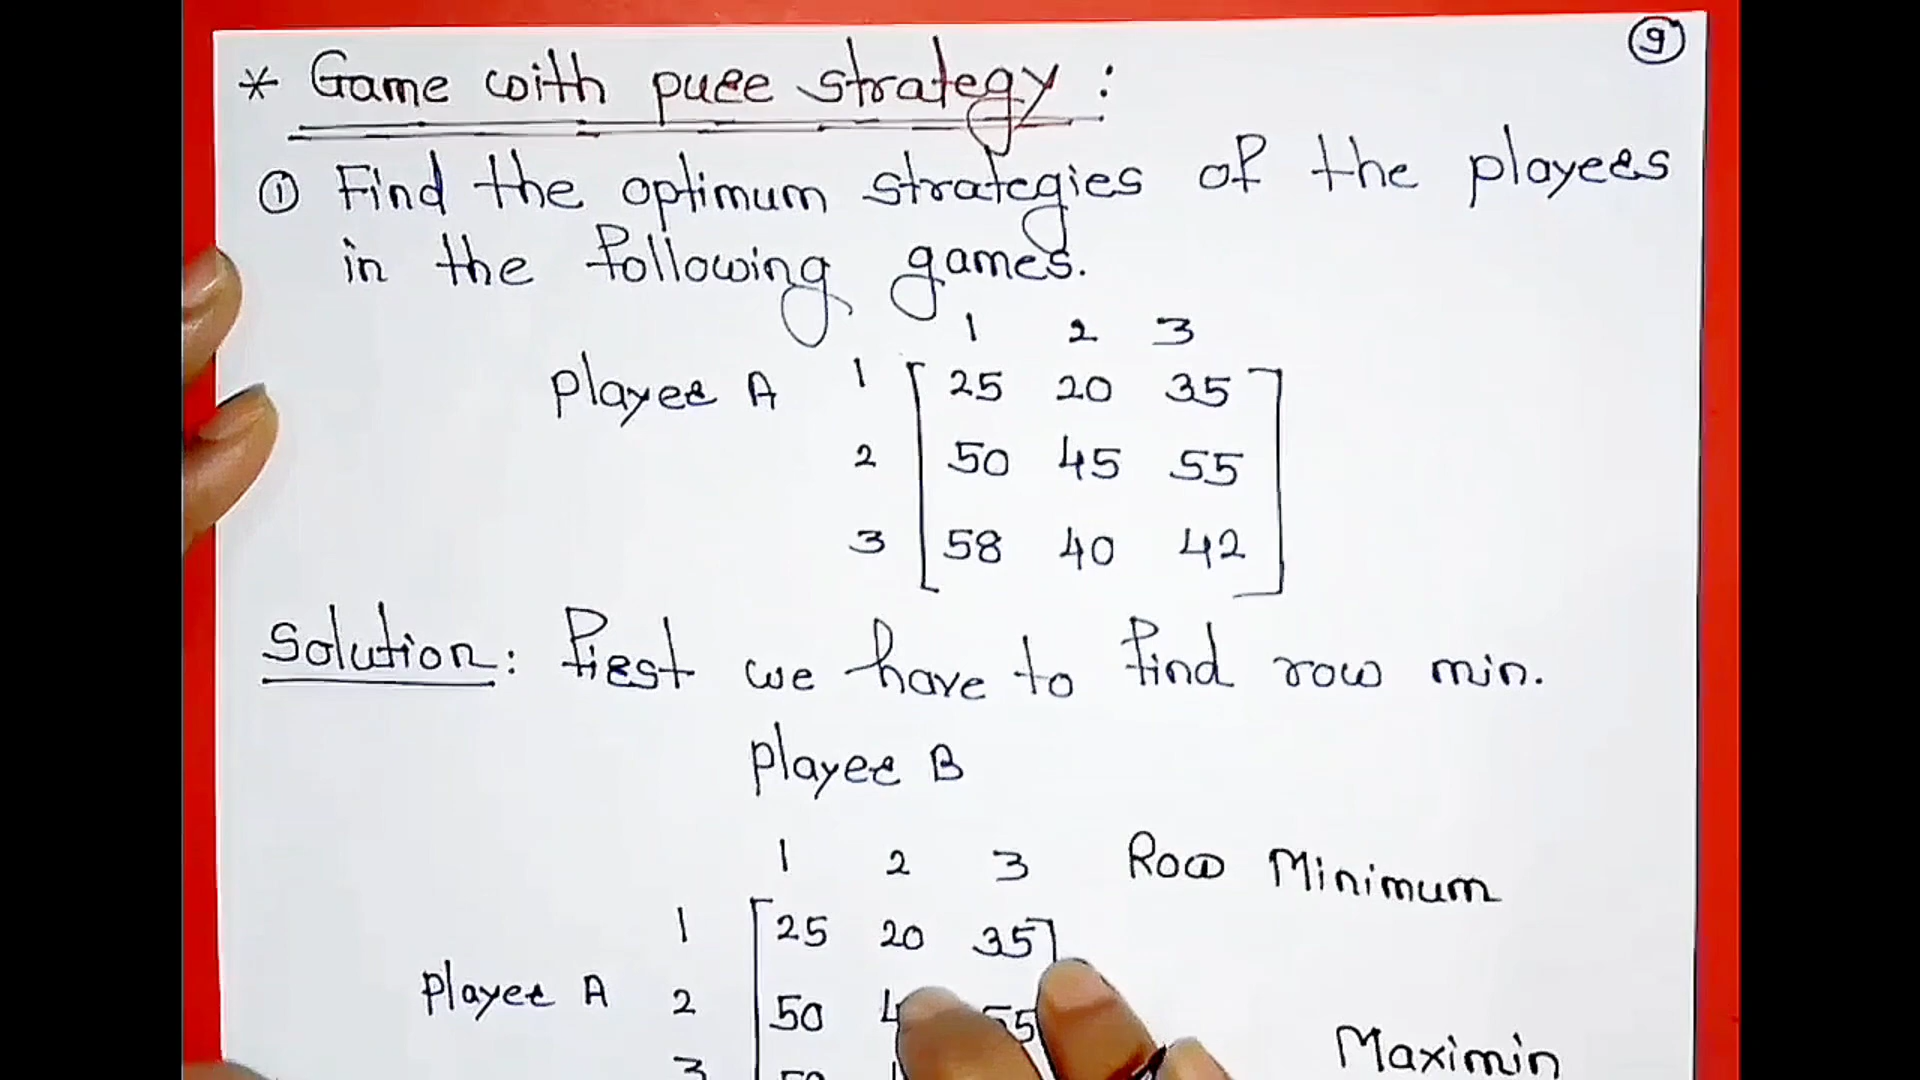 9
* Game with pure strategy :
① Find the optimum strategies of the players
in the following games.
1 2 3
player A 1 25 20 35
2 50 45 55
3 58 40 42
Solution : First we have to find row min.
player B
1 2 3 Row Minimum
1 25 20 35
player A 2 50
3
Maximin